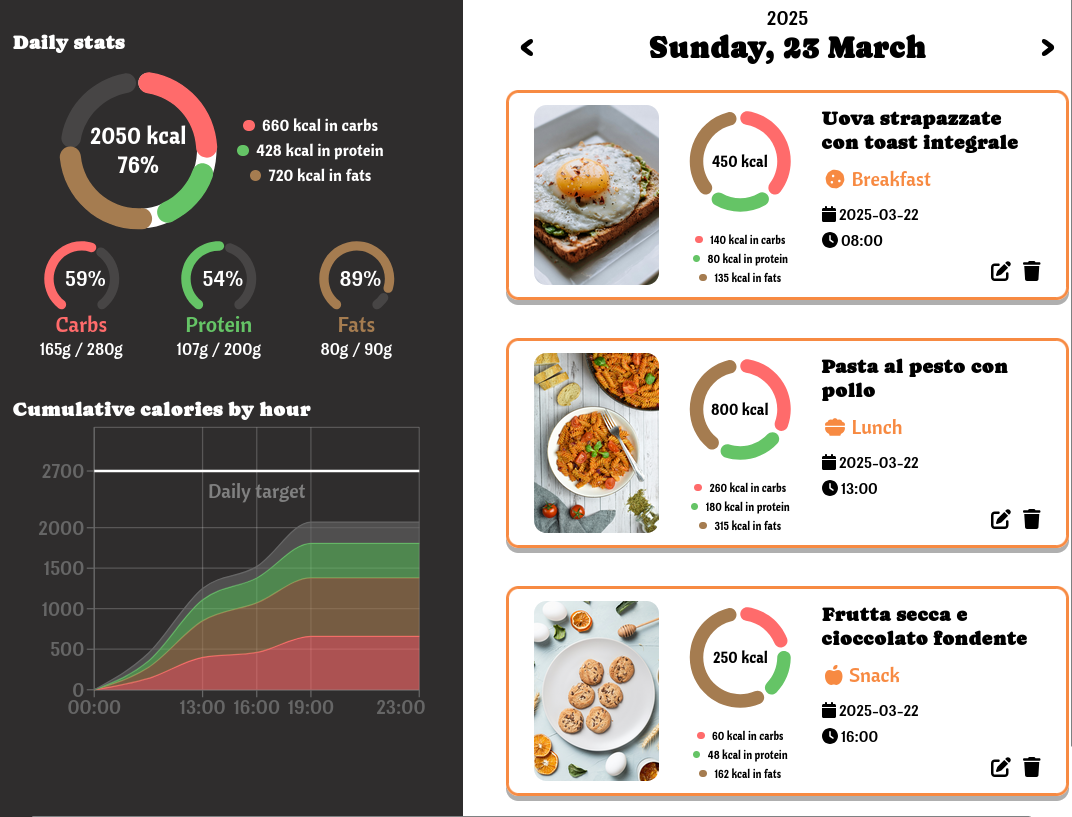 Daily stats
2050 kcal
76%
660 kcal in carbs
428 kcal in protein
720 kcal in fats
59%
Carbs
165g / 280g
54%
Protein
107g / 200g
89%
Fats
80g / 90g
Cumulative calories by hour
2700
Daily target
2000
1500
1000
500
0
00:00 13:00 16:00 19:00 23:00
2025
Sunday, 23 March
450 kcal
140 kcal in carbs
80 kcal in protein
135 kcal in fats
Uova strapazzate
con toast integrale
Breakfast
2025-03-22
08:00
800 kcal
260 kcal in carbs
180 kcal in protein
315 kcal in fats
Pasta al pesto con
pollo
Lunch
2025-03-22
13:00
250 kcal
60 kcal in carbs
48 kcal in protein
162 kcal in fats
Frutta secca e
cioccolato fondente
Snack
2025-03-22
16:00